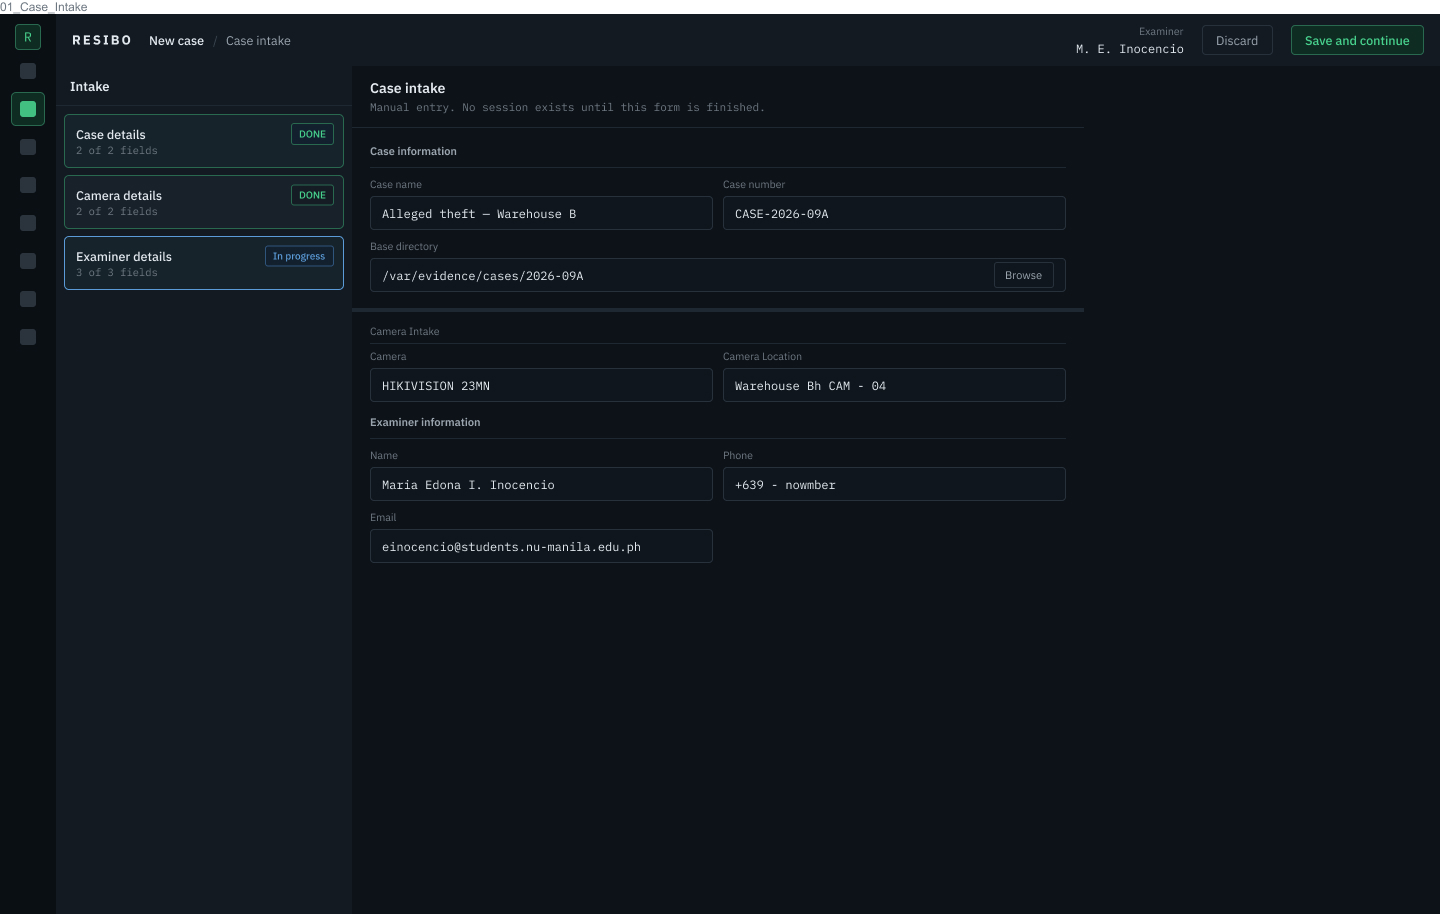 01_Case_Intake
R
RESIBO New case / Case intake
Examiner
M. E. Inocencio
Discard
Save and continue
Intake
Case details
DONE
2 of 2 fields
Camera details
DONE
2 of 2 fields
Examiner details
In progress
3 of 3 fields
Case intake
Manual entry. No session exists until this form is finished.
Case information
Case name
Case number
Alleged theft — Warehouse B
CASE-2026-09A
Base directory
/var/evidence/cases/2026-09A
Browse
Camera Intake
Camera
Camera Location
HIKIVISION 23MN
Warehouse Bh CAM - 04
Examiner information
Name
Phone
Maria Edona I. Inocencio
+639 - nowmber
Email
einocencio@students.nu-manila.edu.ph